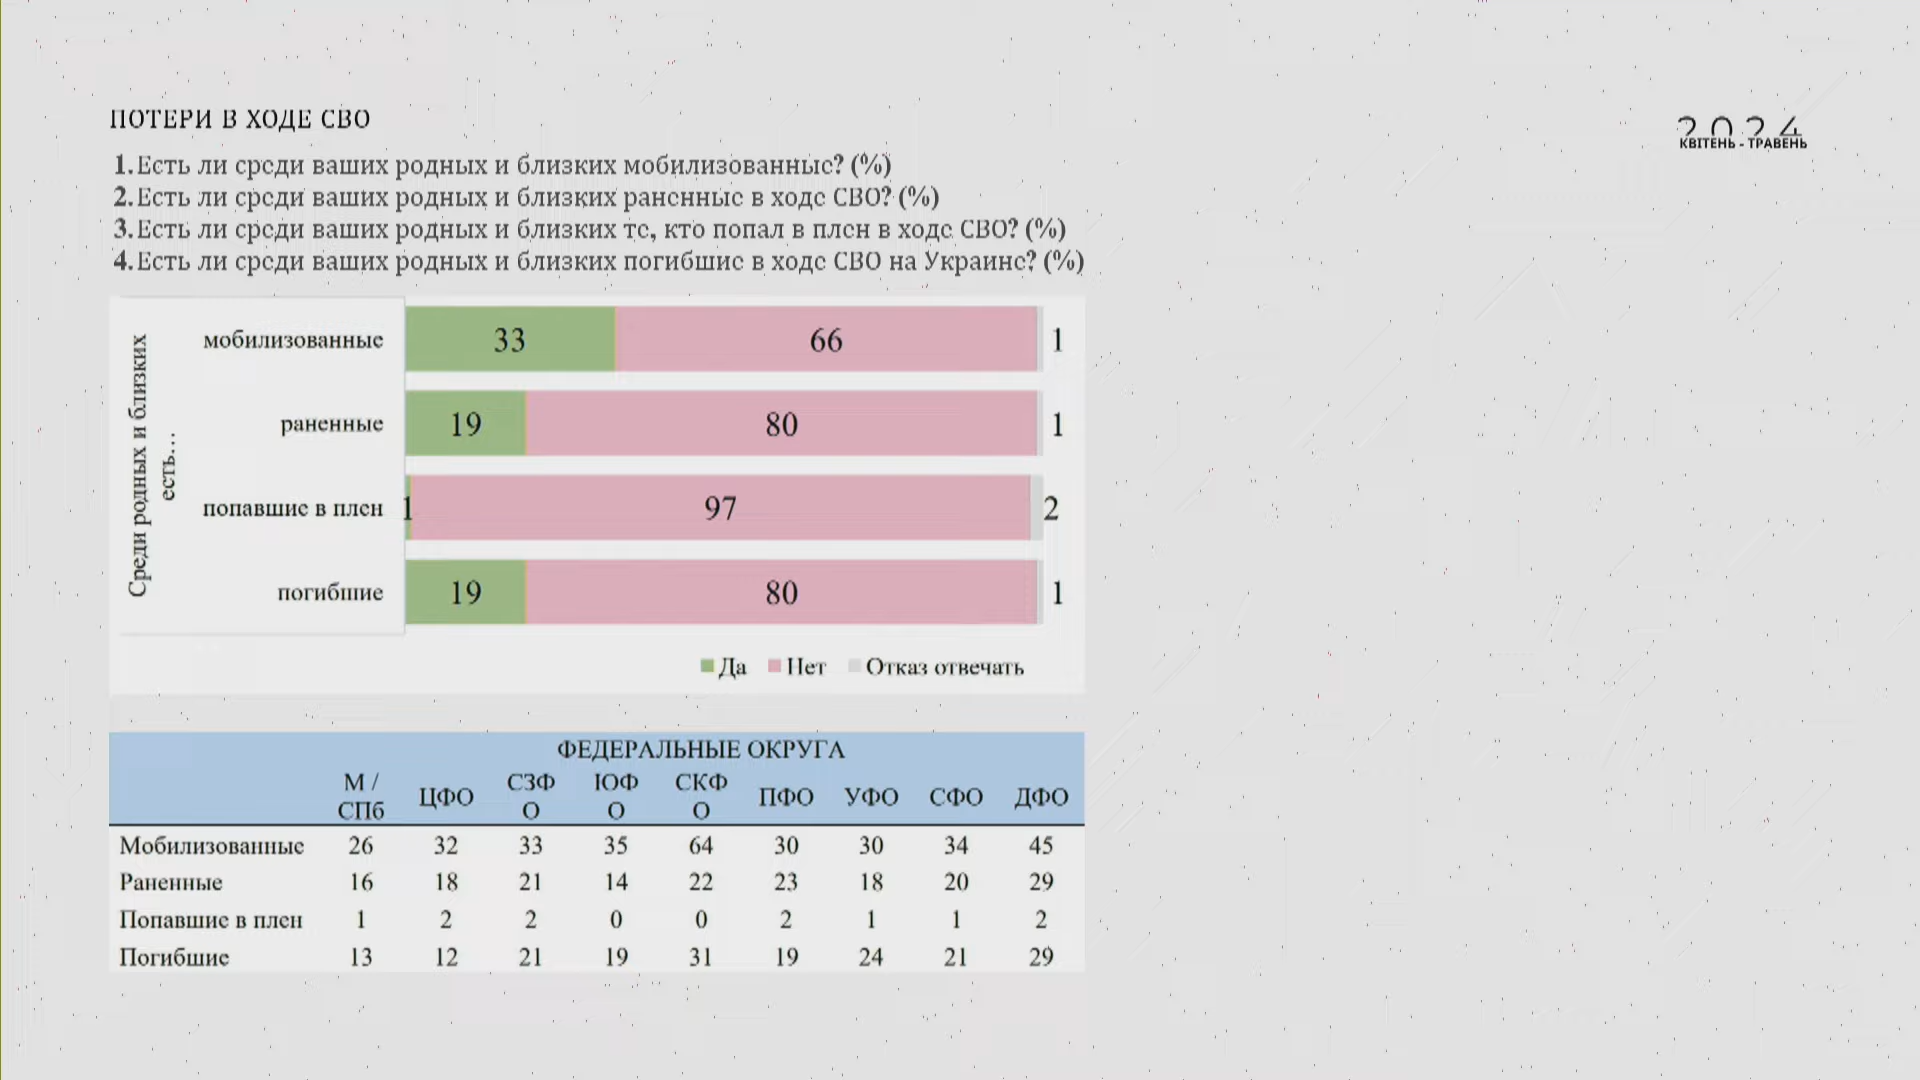 ПОТЕРИ В ХОДЕ СВО
2024
КВІТЕНЬ - ТРАВЕНЬ
1. Есть ли среди ваших родных и близких мобилизованные? (%)
2. Есть ли среди ваших родных и близких раненные в ходе СВО? (%)
3. Есть ли среди ваших родных и близких те, кто попал в плен в ходе СВО? (%)
4. Есть ли среди ваших родных и близких погибшие в ходе СВО на Украине? (%)
Среди родных и близких
есть...
мобилизованные 33 66 1
раненные 19 80 1
попавшие в плен 1 97 2
погибшие 19 80 1
Да Нет Отказ отвечать
ФЕДЕРАЛЬНЫЕ ОКРУГА
М / СЗФ ЮФ СКФ
СПб ЦФО О О О ПФО УФО СФО ДФО
Мобилизованные 26 32 33 35 64 30 30 34 45
Раненные 16 18 21 14 22 23 18 20 29
Попавшие в плен 1 2 2 0 0 2 1 1 2
Погибшие 13 12 21 19 31 19 24 21 29